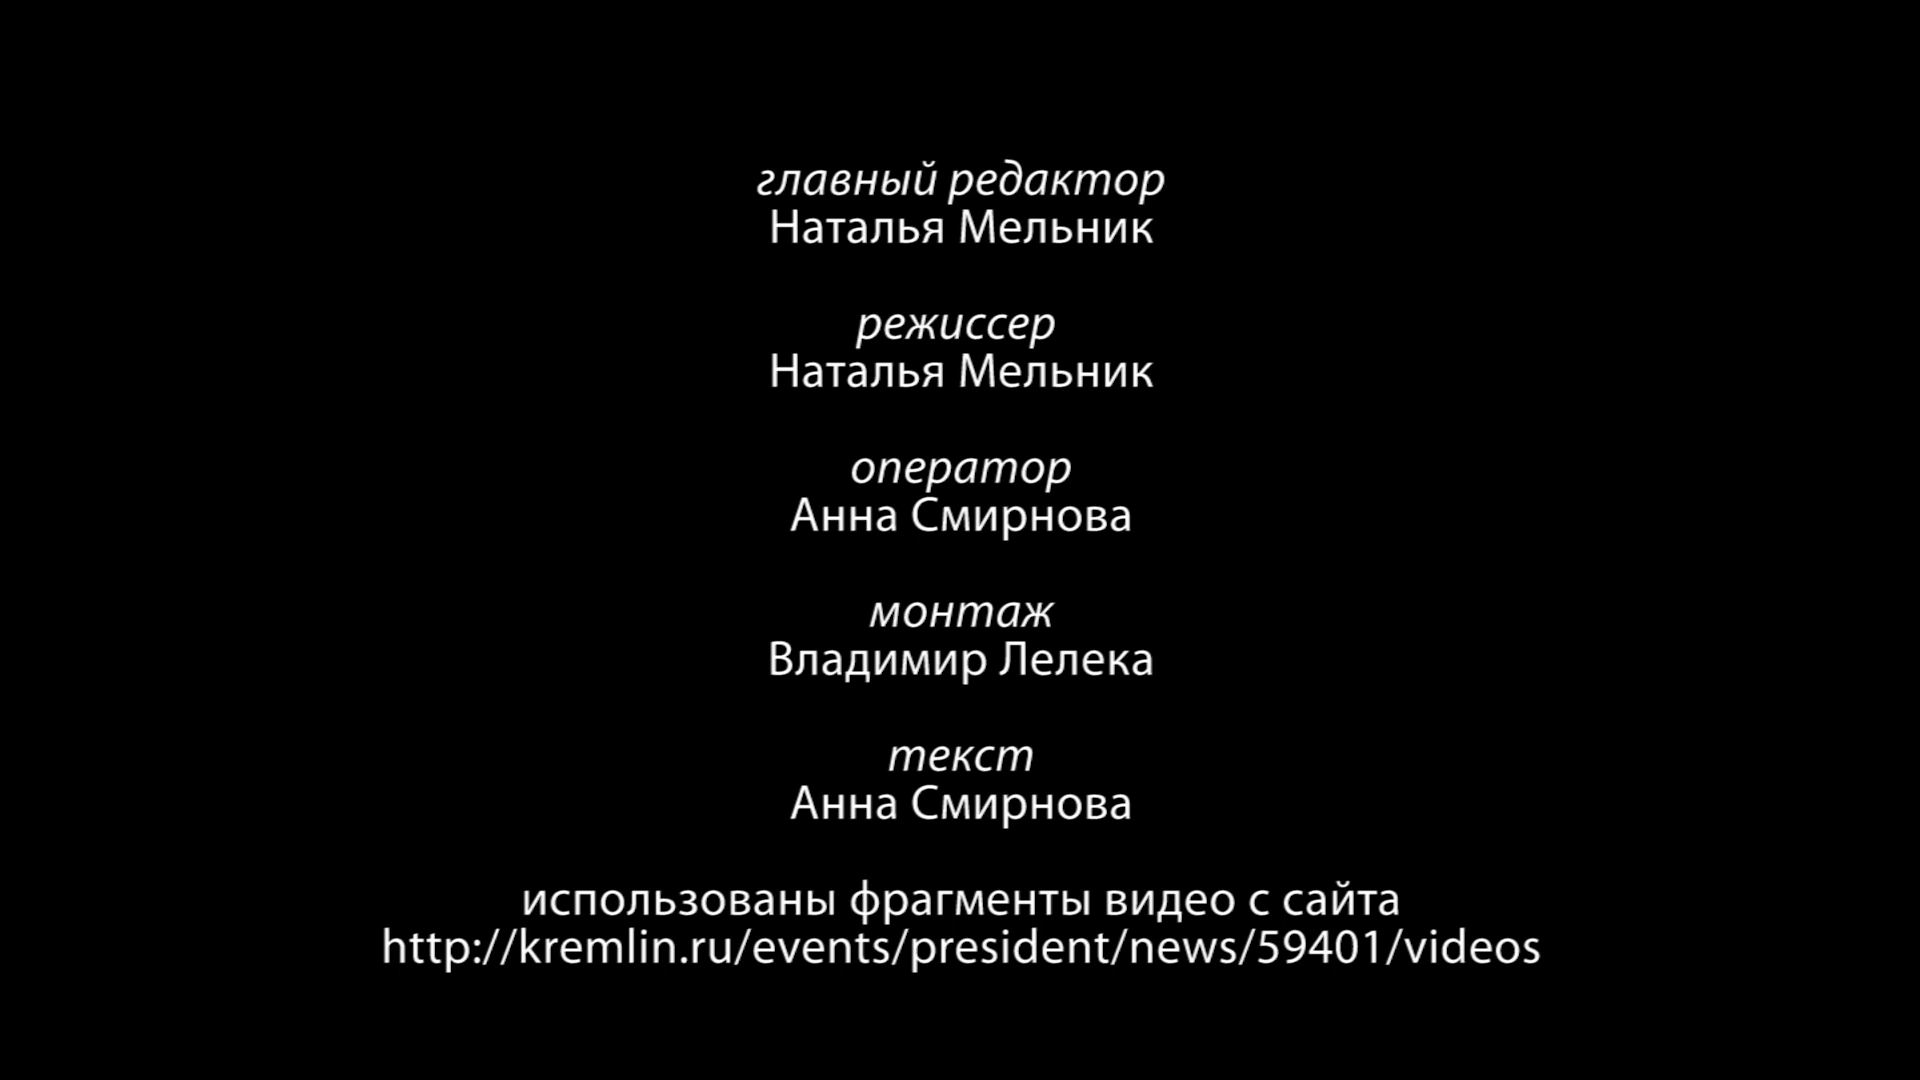 главный редактор
Наталья Мельник
режиссер
Наталья Мельник
оператор
Анна Смирнова
монтаж
Владимир Лелека
текст
Анна Смирнова
использованы фрагменты видео с сайта
http://kremlin.ru/events/president/news/59401/videos